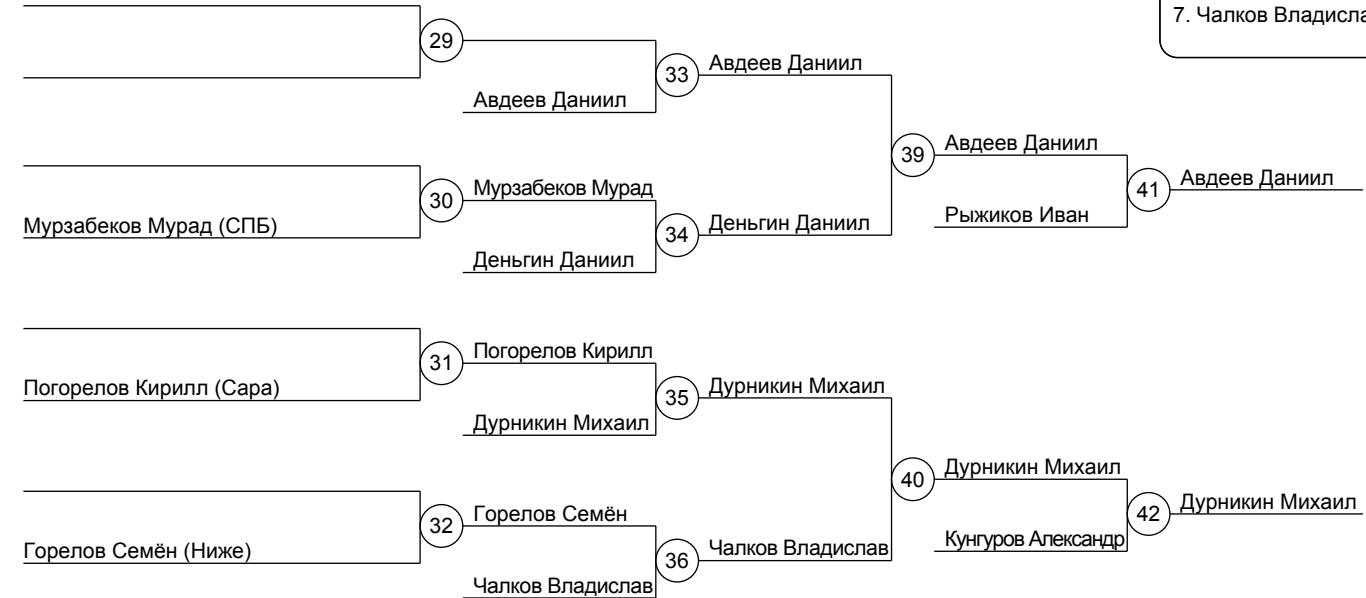 7. Чалков Владисла
29
Авдеев Даниил
33
Авдеев Даниил
Мурзабеков Мурад (СПБ)
30
Мурзабеков Мурад
Деньгин Даниил
34
Деньгин Даниил
39
Авдеев Даниил
Рыжиков Иван
41
Авдеев Даниил
Погорелов Кирилл (Сара)
31
Погорелов Кирилл
Дурникин Михаил
35
Дурникин Михаил
Горелов Семён (Ниже)
32
Горелов Семён
Чалков Владислав
36
Чалков Владислав
40
Дурникин Михаил
Кунгуров Александр
42
Дурникин Михаил